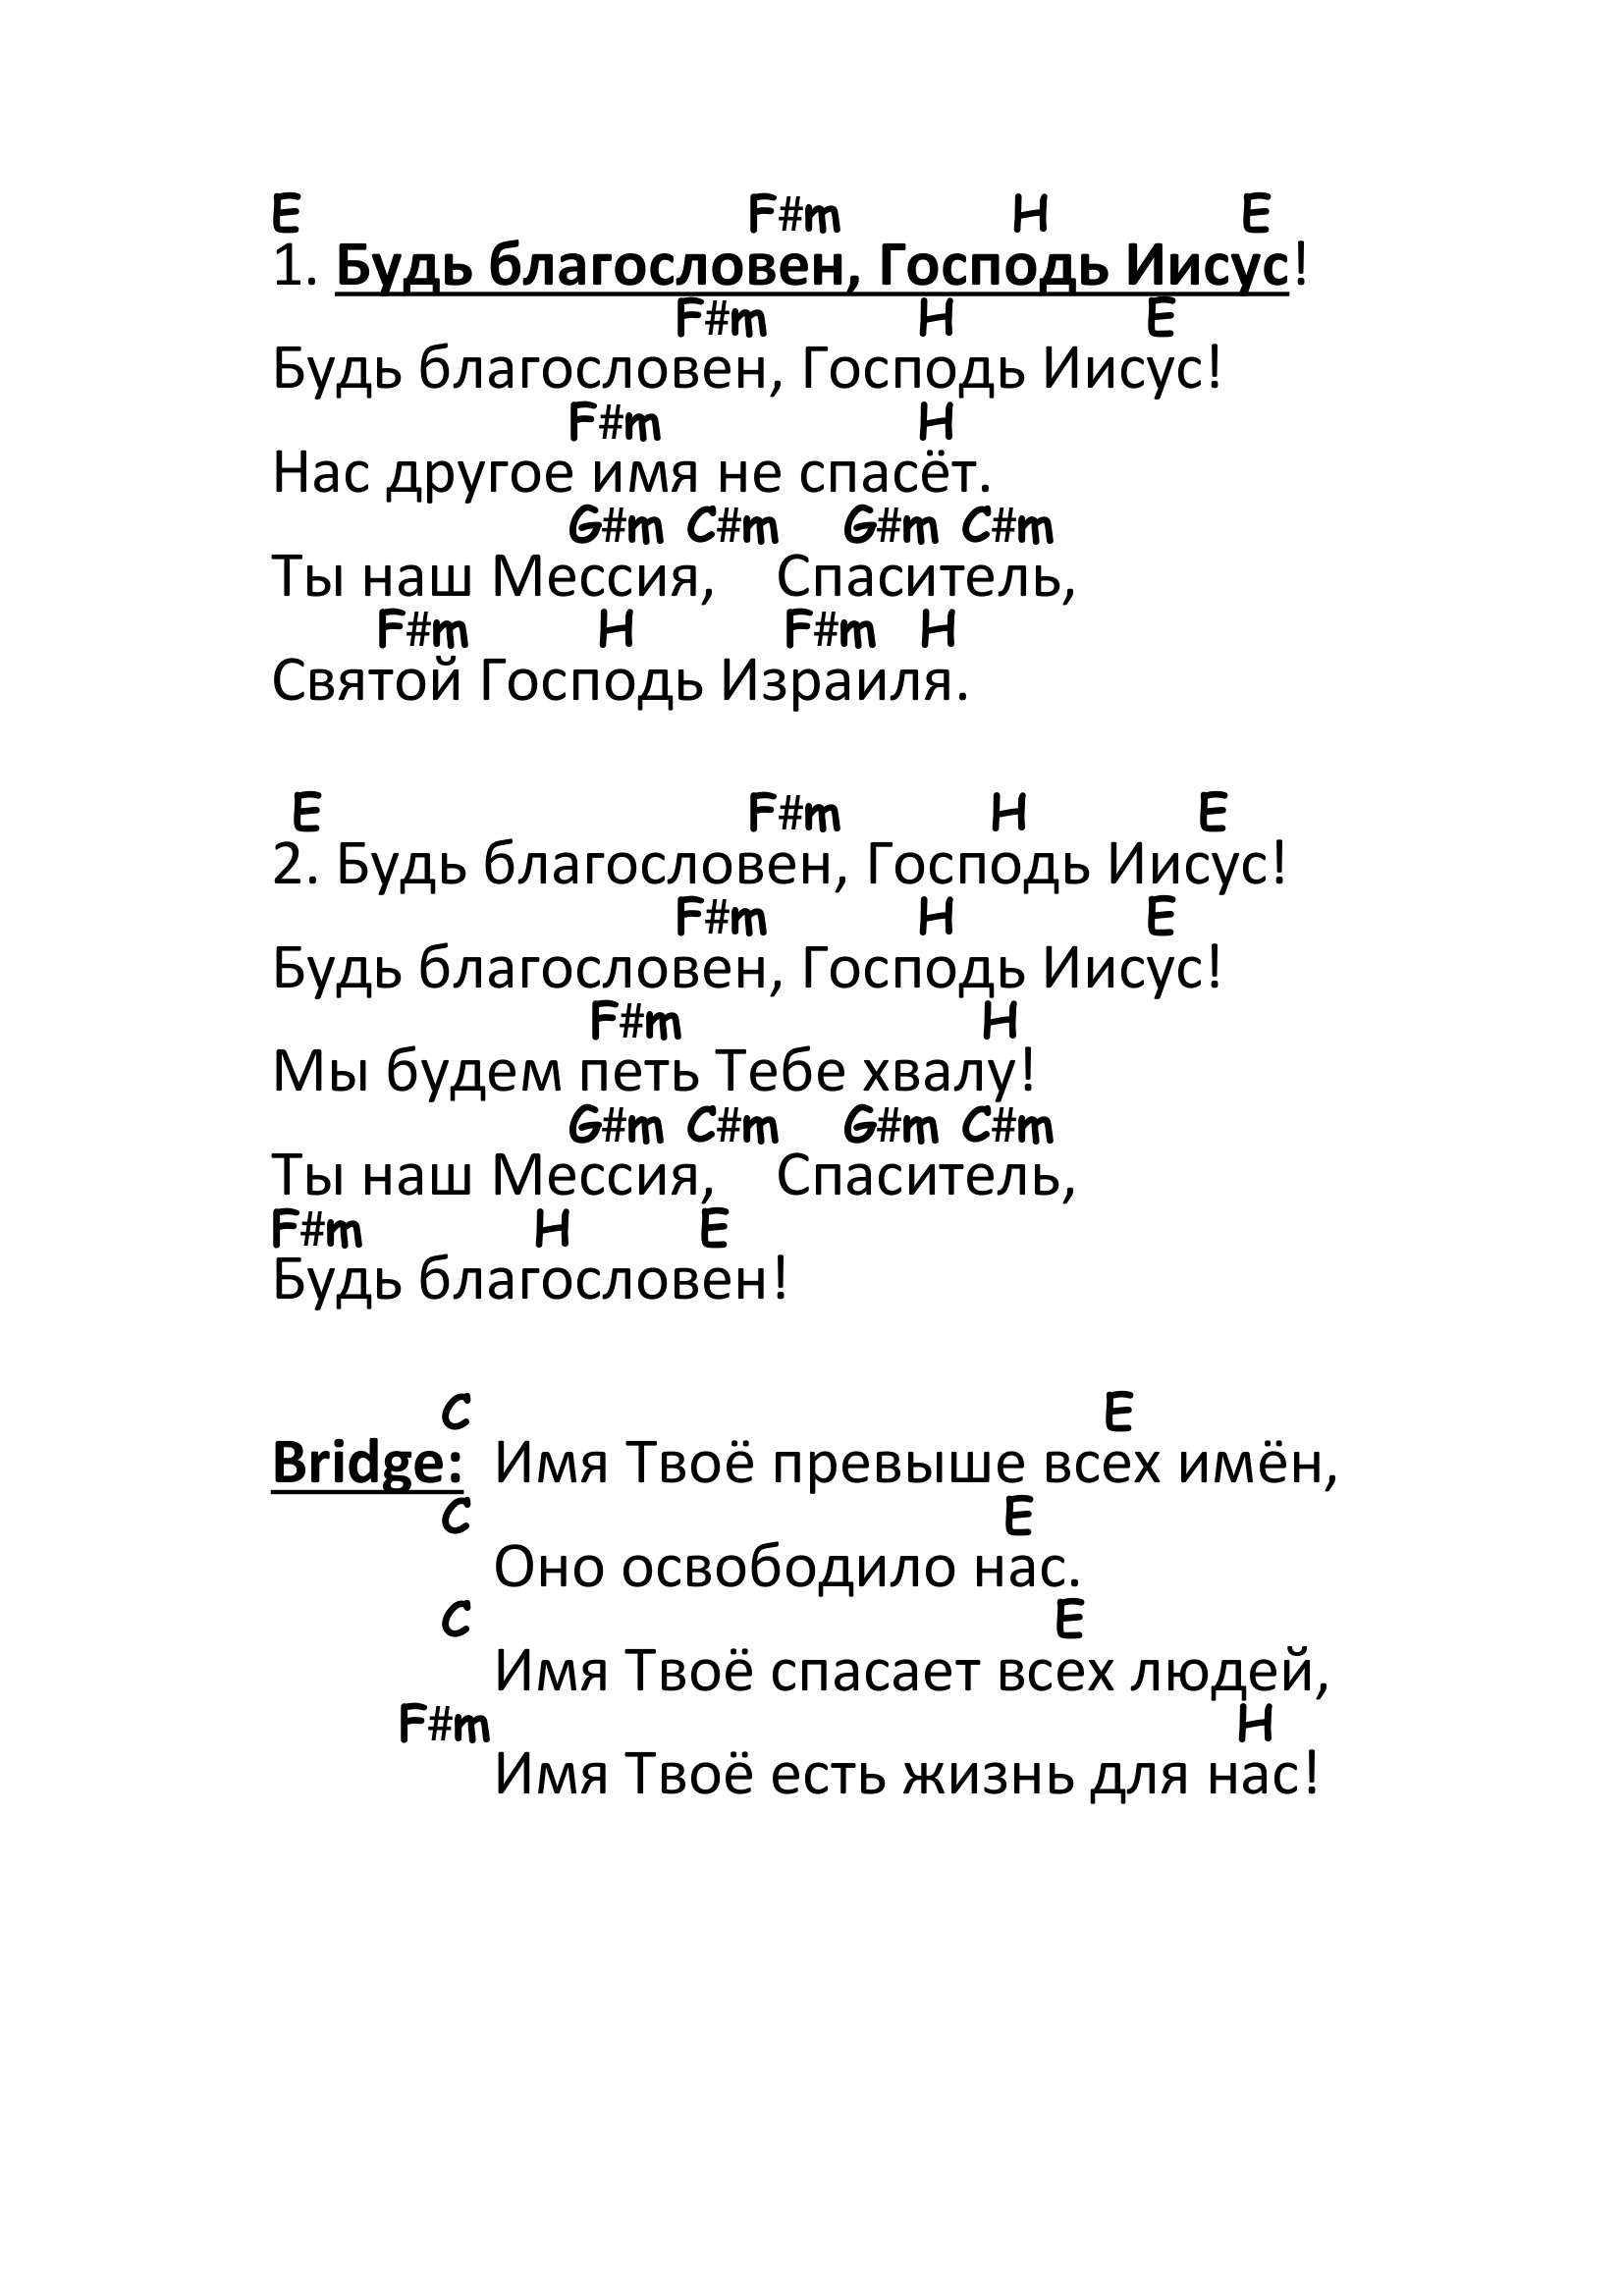 E F#m H E
1. Будь благословен, Господь Иисус!
F#m H E
Будь благословен, Господь Иисус!
F#m H
Нас другое имя не спасёт.
G#m C#m G#m C#m
Ты наш Мессия, Спаситель,
F#m H F#m H
Святой Господь Израиля.
E F#m H E
2. Будь благословен, Господь Иисус!
F#m H E
Будь благословен, Господь Иисус!
F#m H
Мы будем петь Тебе хвалу!
G#m C#m G#m C#m
Ты наш Мессия, Спаситель,
F#m H E
Будь благословен!
C E
Bridge: Имя Твоё превыше всех имён,
C E
Оно освободило нас.
C E
Имя Твоё спасает всех людей,
F#m H
Имя Твоё есть жизнь для нас!